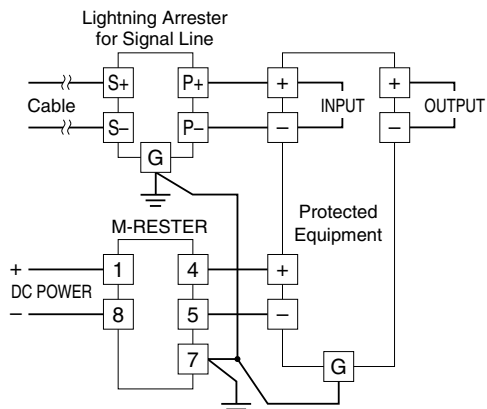 Lightning Arrester
for Signal Line
S+ P+ + +
Cable INPUT OUTPUT
S– P– – –
G
M-RESTER
Protected
Equipment
+ 1 4 +
DC POWER
– 8 5 –
7
G